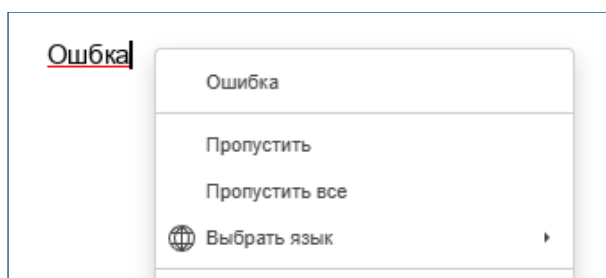 Ошбка
Ошибка
Пропустить
Пропустить все
Выбрать язык